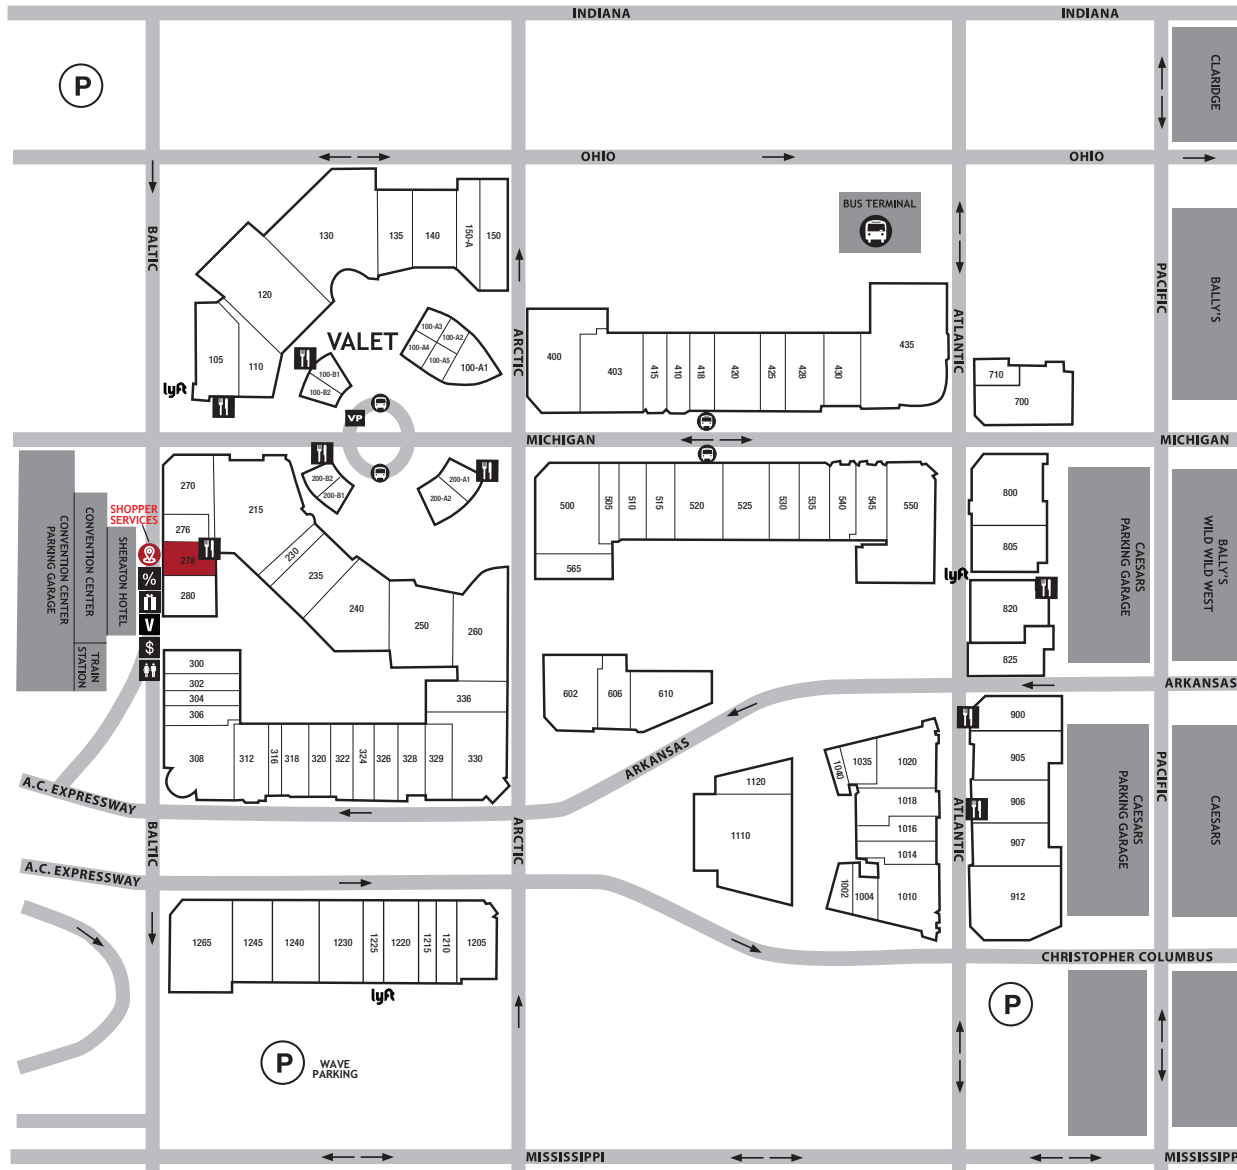 INDIANA
INDIANA
P
CLARIDGE
OHIO
OHIO
BALTIC
130
135
140
150-A
150
120
105
110
VALET
100-A3
100-A2
100-A4
100-A5
100-A1
100-B1
100-B2
lyft
VP
ARCTIC
BUS TERMINAL
400
403
415
410
418
420
425
428
430
435
ATLANTIC
PACIFIC
BALLY'S
710
700
MICHIGAN
MICHIGAN
CONVENTION CENTER
PARKING GARAGE
CONVENTION CENTER
TRAIN
STATION
SHERATON HOTEL
SHOPPER
SERVICES
%
V
$
270
276
278
280
215
230
235
240
250
260
200-B2
200-B1
200-A1
200-A2
300
302
304
306
308
312
316
318
320
322
324
326
328
329
330
336
500
505
510
515
520
525
530
535
540
545
550
565
602
606
610
800
805
lyft
820
825
CAESARS
PARKING GARAGE
BALLY'S
WILD WILD WEST
ARKANSAS
ARKANSAS
900
905
906
907
912
CAESARS
PARKING GARAGE
PACIFIC
CAESARS
1120
1110
1040
1035
1020
1018
1016
1014
1002
1004
1010
ATLANTIC
A.C. EXPRESSWAY
BALTIC
ARCTIC
A.C. EXPRESSWAY
1265
1245
1240
1230
1225
1220
1215
1210
1205
lyft
CHRISTOPHER COLUMBUS
P
P
WAVE
PARKING
MISSISSIPPI
MISSISSIPPI